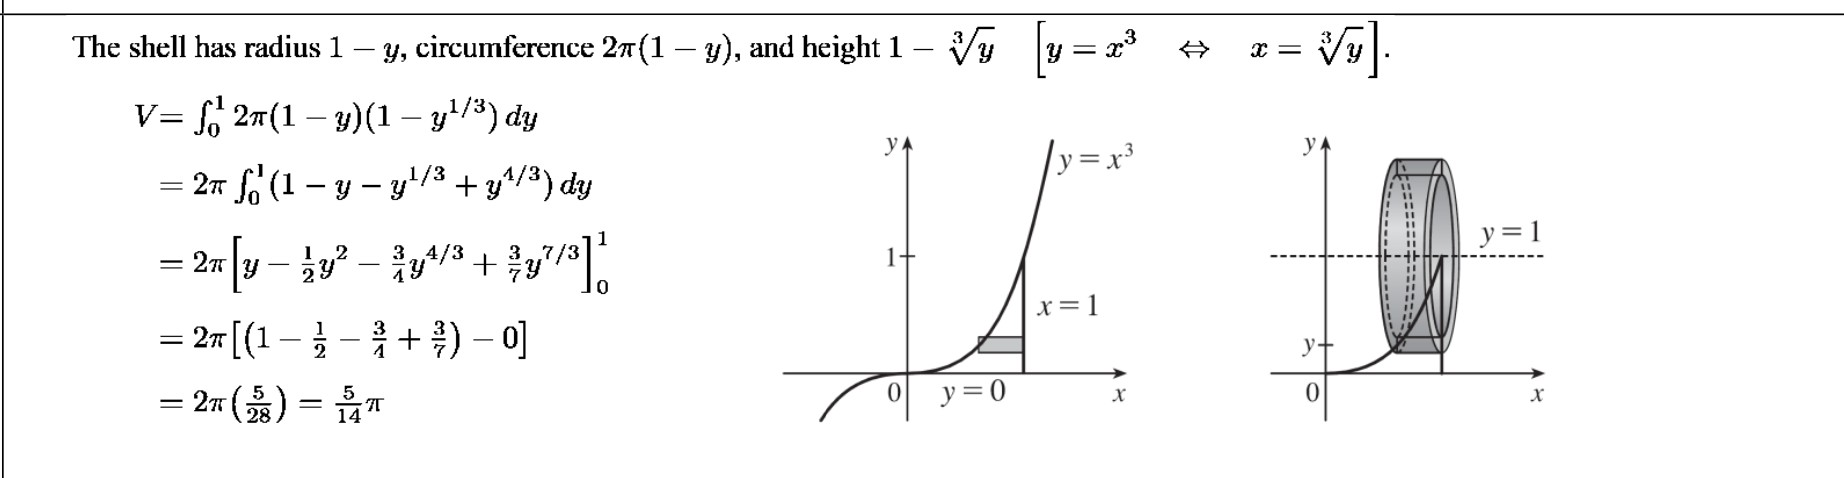 The shell has radius 1 − y, circumference 2π(1 − y), and height 1 − ∛y [y = x³ ⇔ x = ∛y].
V= ∫₀¹ 2π(1 − y)(1 − y^{1/3}) dy
= 2π ∫₀¹(1 − y − y^{1/3} + y^{4/3}) dy
= 2π[y − ½y² − ¾y^{4/3} + 3/7 y^{7/3}]₀¹
= 2π[(1 − ½ − ¾ + 3/7) − 0]
= 2π(5/28) = 5/14 π
y
y = x³
1
x = 1
0
y = 0
x
y
y = 1
y
0
x